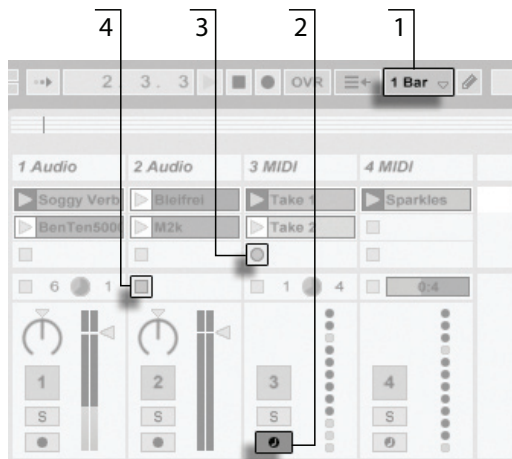 4 3 2 1
2. 3. 3 OVR 1 Bar
1 Audio 2 Audio 3 MIDI 4 MIDI
Soggy Verb Bleifrei Take 1 Sparkles
BenTen5000 M2k Take 2
6 1 1 4 0:4
1 2 3 4
S S S S